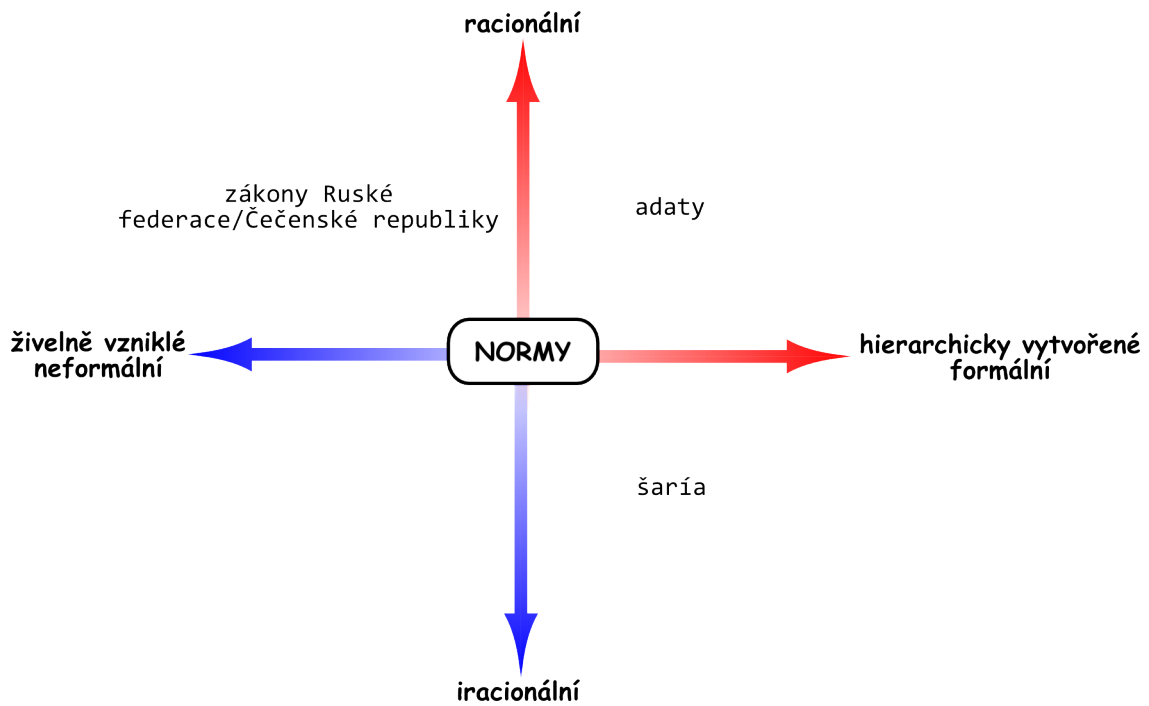 racionální
zákony Ruské
federace/Čečenské republiky
adaty
živelně vzniklé
neformální
NORMY
hierarchicky vytvořené
formální
šaría
iracionální